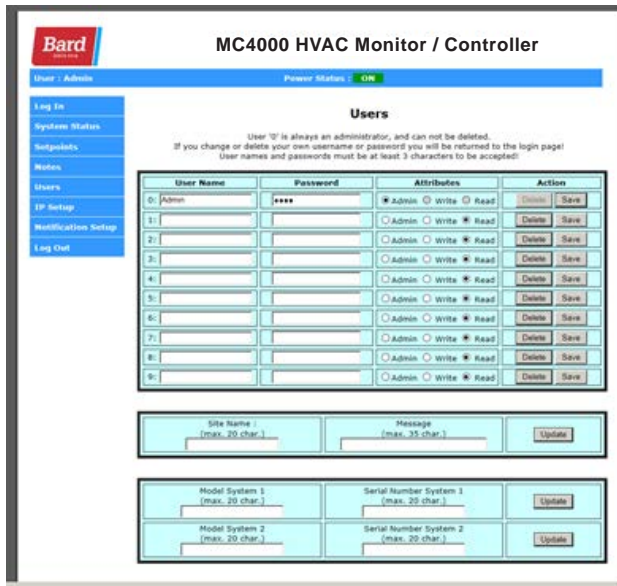 Bard
MC4000 HVAC Monitor / Controller
User : Admin
Power Status : ON
Log In
System Status
Setpoints
Notes
Users
IP Setup
Notification Setup
Log Out
Users
User '0' is always an administrator, and can not be deleted.
If you change or delete your own username or password you will be returned to the login page!
User names and passwords must be at least 3 characters to be accepted!
User Name Password Attributes Action
0: Admin •••• Admin Write Read Delete Save
1: Admin Write Read Delete Save
2: Admin Write Read Delete Save
3: Admin Write Read Delete Save
4: Admin Write Read Delete Save
5: Admin Write Read Delete Save
6: Admin Write Read Delete Save
7: Admin Write Read Delete Save
8: Admin Write Read Delete Save
9: Admin Write Read Delete Save
Site Name : Message
(max. 20 char.) (max. 35 char.) Update
Model System 1 Serial Number System 1
(max. 20 char.) (max. 20 char.) Update
Model System 2 Serial Number System 2
(max. 20 char.) (max. 20 char.) Update